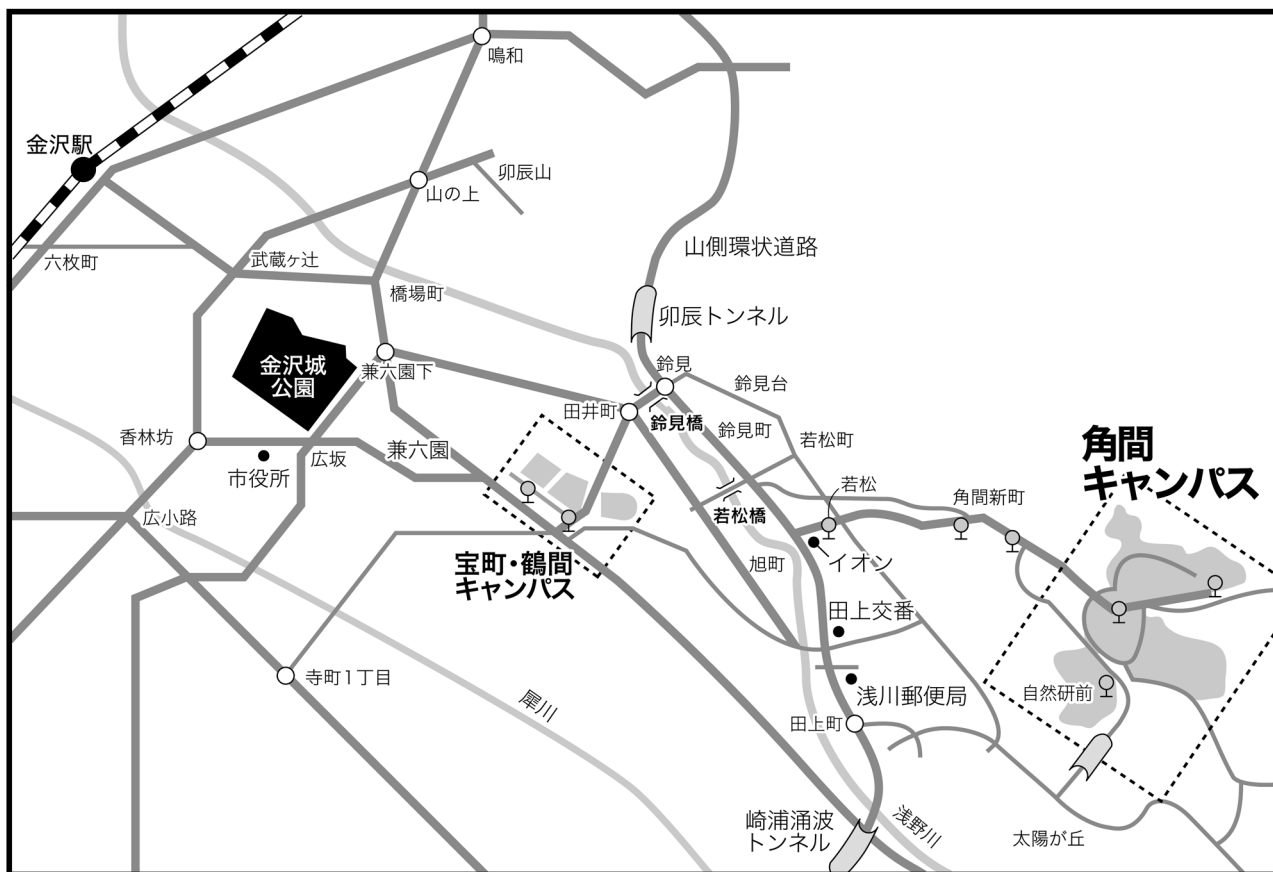 鳴和
金沢駅
卯辰山
山の上
山側環状道路
六枚町
武蔵ヶ辻
橋場町
卯辰トンネル
金沢城
公園
兼六園下
鈴見
鈴見台
田井町
鈴見橋
鈴見町
若松町
香林坊
市役所
広坂
兼六園
角間
キャンパス
若松
角間新町
広小路
若松橋
宝町・鶴間
キャンパス
旭町
イオン
田上交番
寺町1丁目
犀川
浅川郵便局
自然研前
田上町
崎浦涌波
トンネル
浅野川
太陽が丘